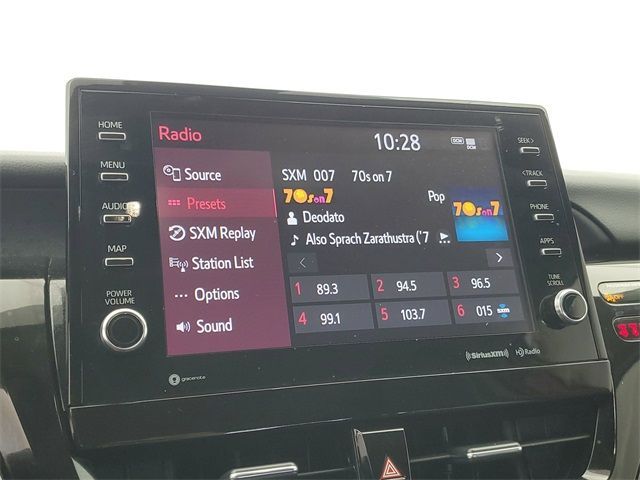 HOME
MENU
AUDIO
MAP
POWER
VOLUME
Radio
10:28
DCM
DCM
Source
Presets
SXM Replay
Station List
Options
Sound
SXM 007 70s on 7
70s on 7
Pop
70s on 7
Deodato
Also Sprach Zarathustra ('7 ...
1 89.3
2 94.5
3 96.5
4 99.1
5 103.7
6 015
gracenote
((SiriusXM))
HD Radio
SEEK>
<TRACK
PHONE
APPS
TUNE
SCROLL